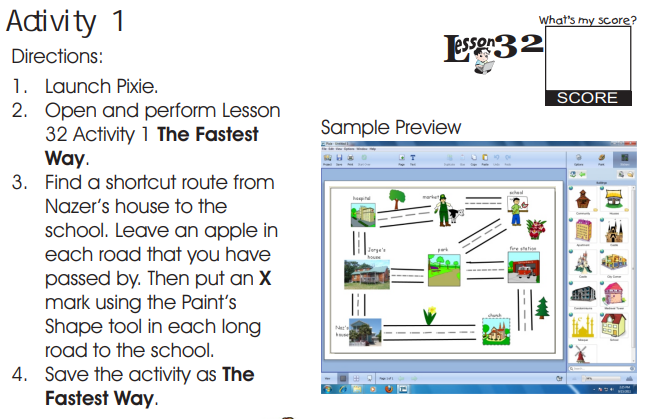 Activity 1
What's my score?
Lesson 32
SCORE
Directions:
1. Launch Pixie.
2. Open and perform Lesson
32 Activity 1 The Fastest
Way.
3. Find a shortcut route from
Nazer's house to the
school. Leave an apple in
each road that you have
passed by. Then put an X
mark using the Paint's
Shape tool in each long
road to the school.
4. Save the activity as The
Fastest Way.
Sample Preview
hospital
market
school
Jorge's
house
park
fire station
Naz's
house
church